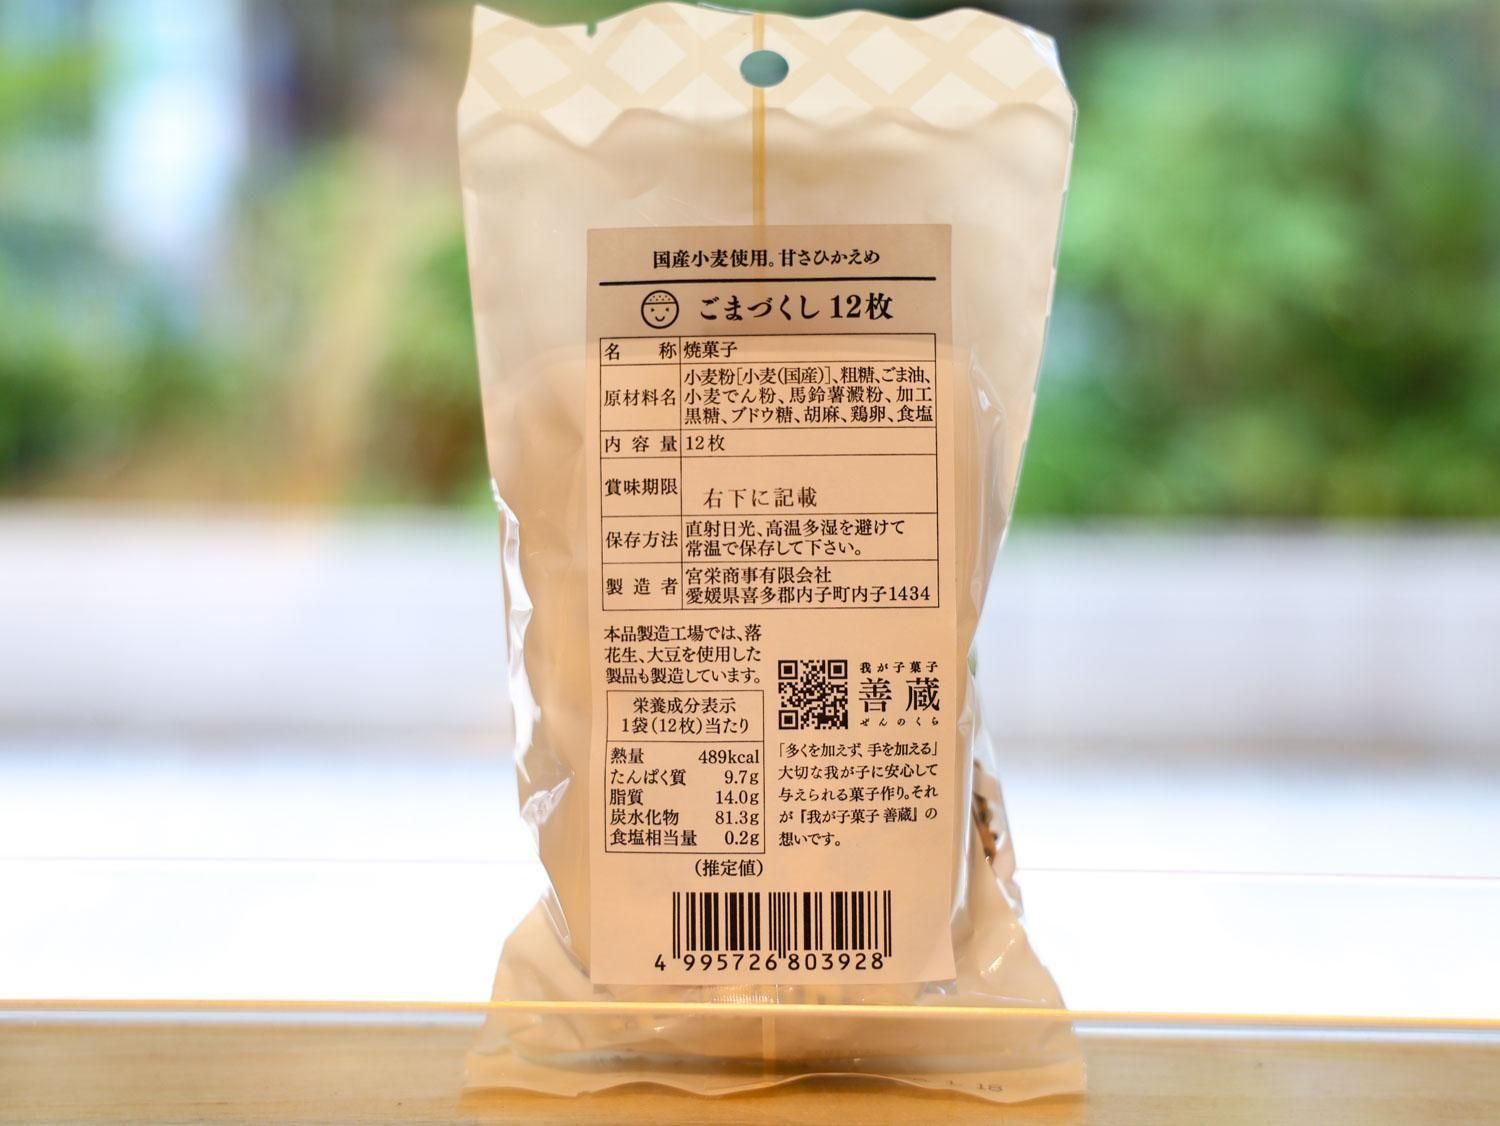 国産小麦使用。甘さひかえめ
ごまづくし 12枚
名称 焼菓子
原材料名 小麦粉[小麦(国産)]、粗糖、ごま油、
小麦でん粉、馬鈴薯澱粉、加工
黒糖、ブドウ糖、胡麻、鶏卵、食塩
内容量 12枚
賞味期限 右下に記載
保存方法 直射日光、高温多湿を避けて
常温で保存して下さい。
製造者 宮栄商事有限会社
愛媛県喜多郡内子町内子1434
本品製造工場では、落
花生、大豆を使用した
製品も製造しています。
栄養成分表示
1袋(12枚)当たり
熱量 489kcal
たんぱく質 9.7g
脂質 14.0g
炭水化物 81.3g
食塩相当量 0.2g
(推定値)
我が子菓子
善蔵
ぜんのくら
「多くを加えず、手を加える」
大切な我が子に安心して
与えられる菓子作り。それ
が『我が子菓子 善蔵』の
想いです。
4 995726 803928